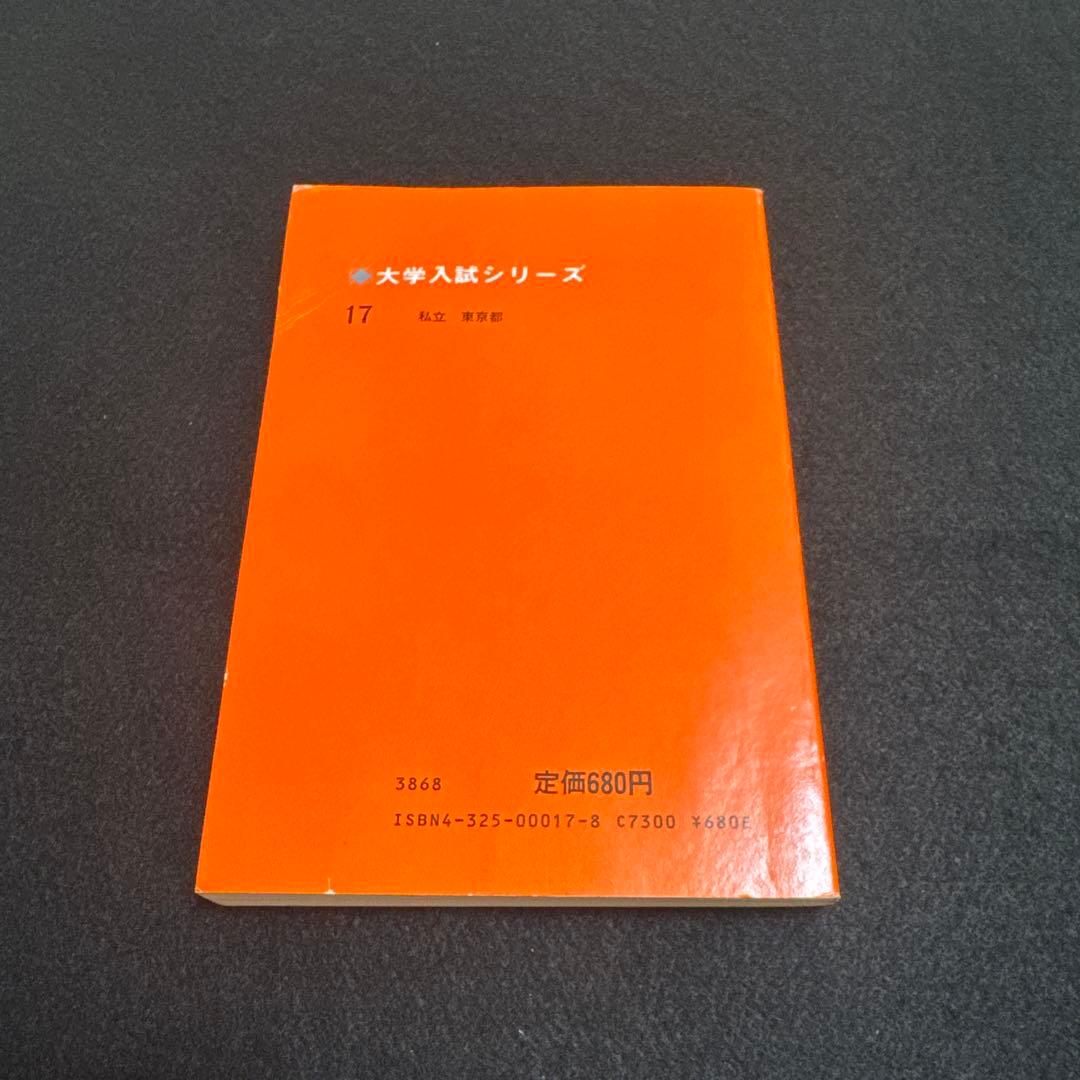 ◆大学入試シリーズ
17 私立 東京都
3868 定価680円
ISBN4-325-00017-8 C7300 ¥680E